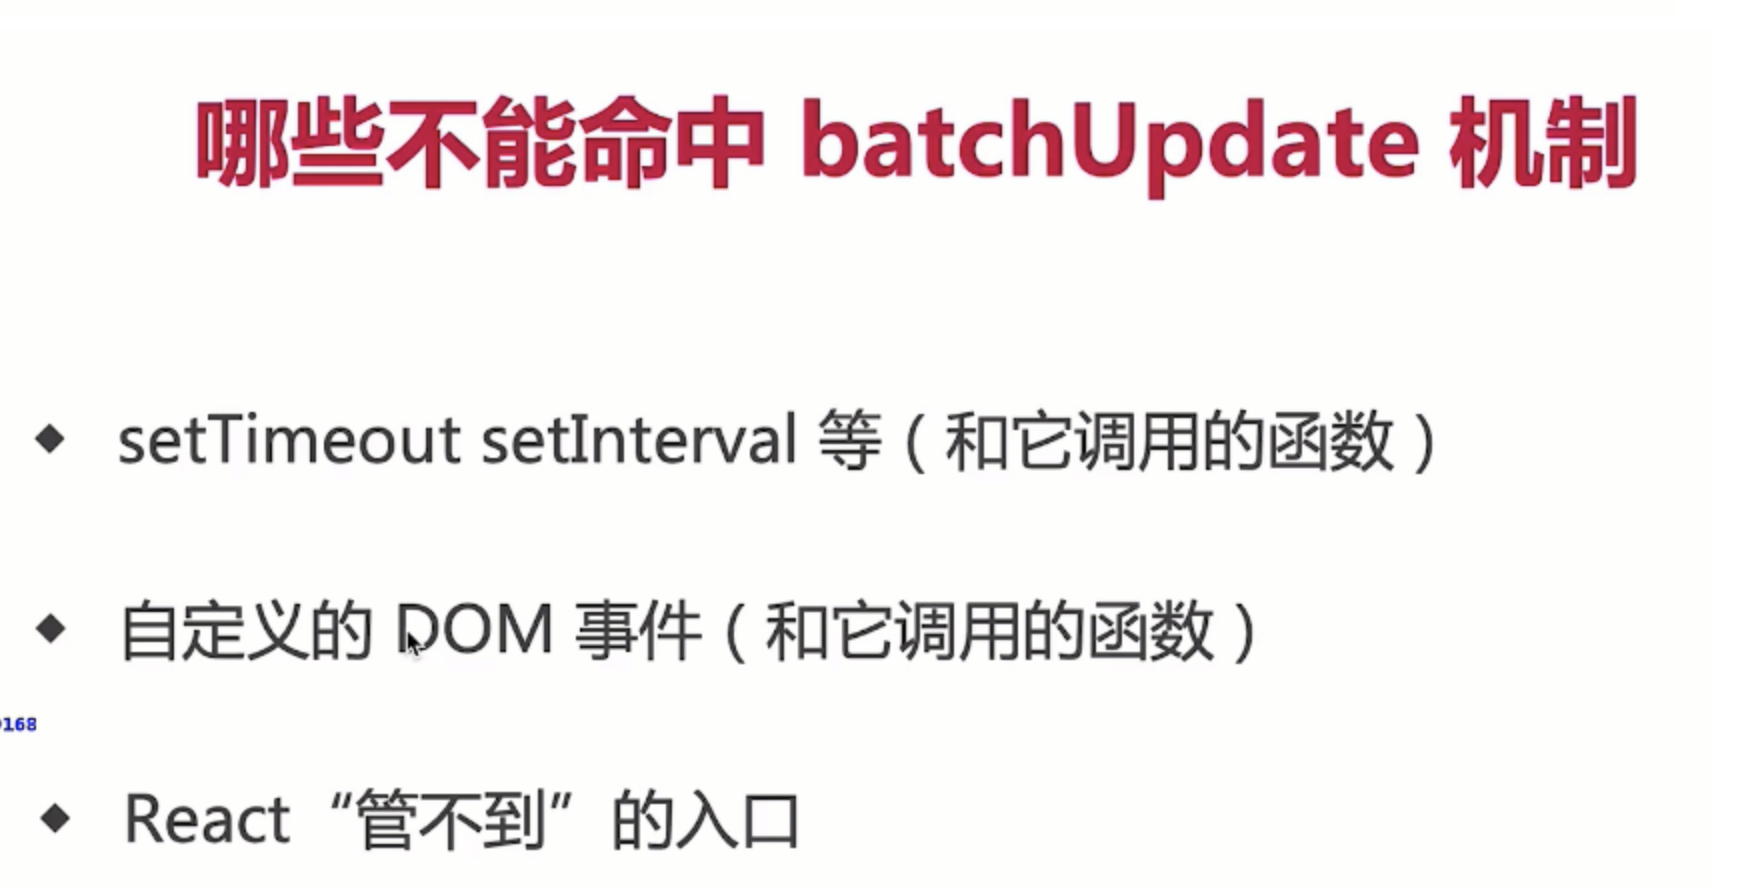 哪些不能命中 batchUpdate 机制
◆ setTimeout setInterval 等（和它调用的函数）
◆ 自定义的 DOM 事件（和它调用的函数）
168
◆ React “管不到” 的入口